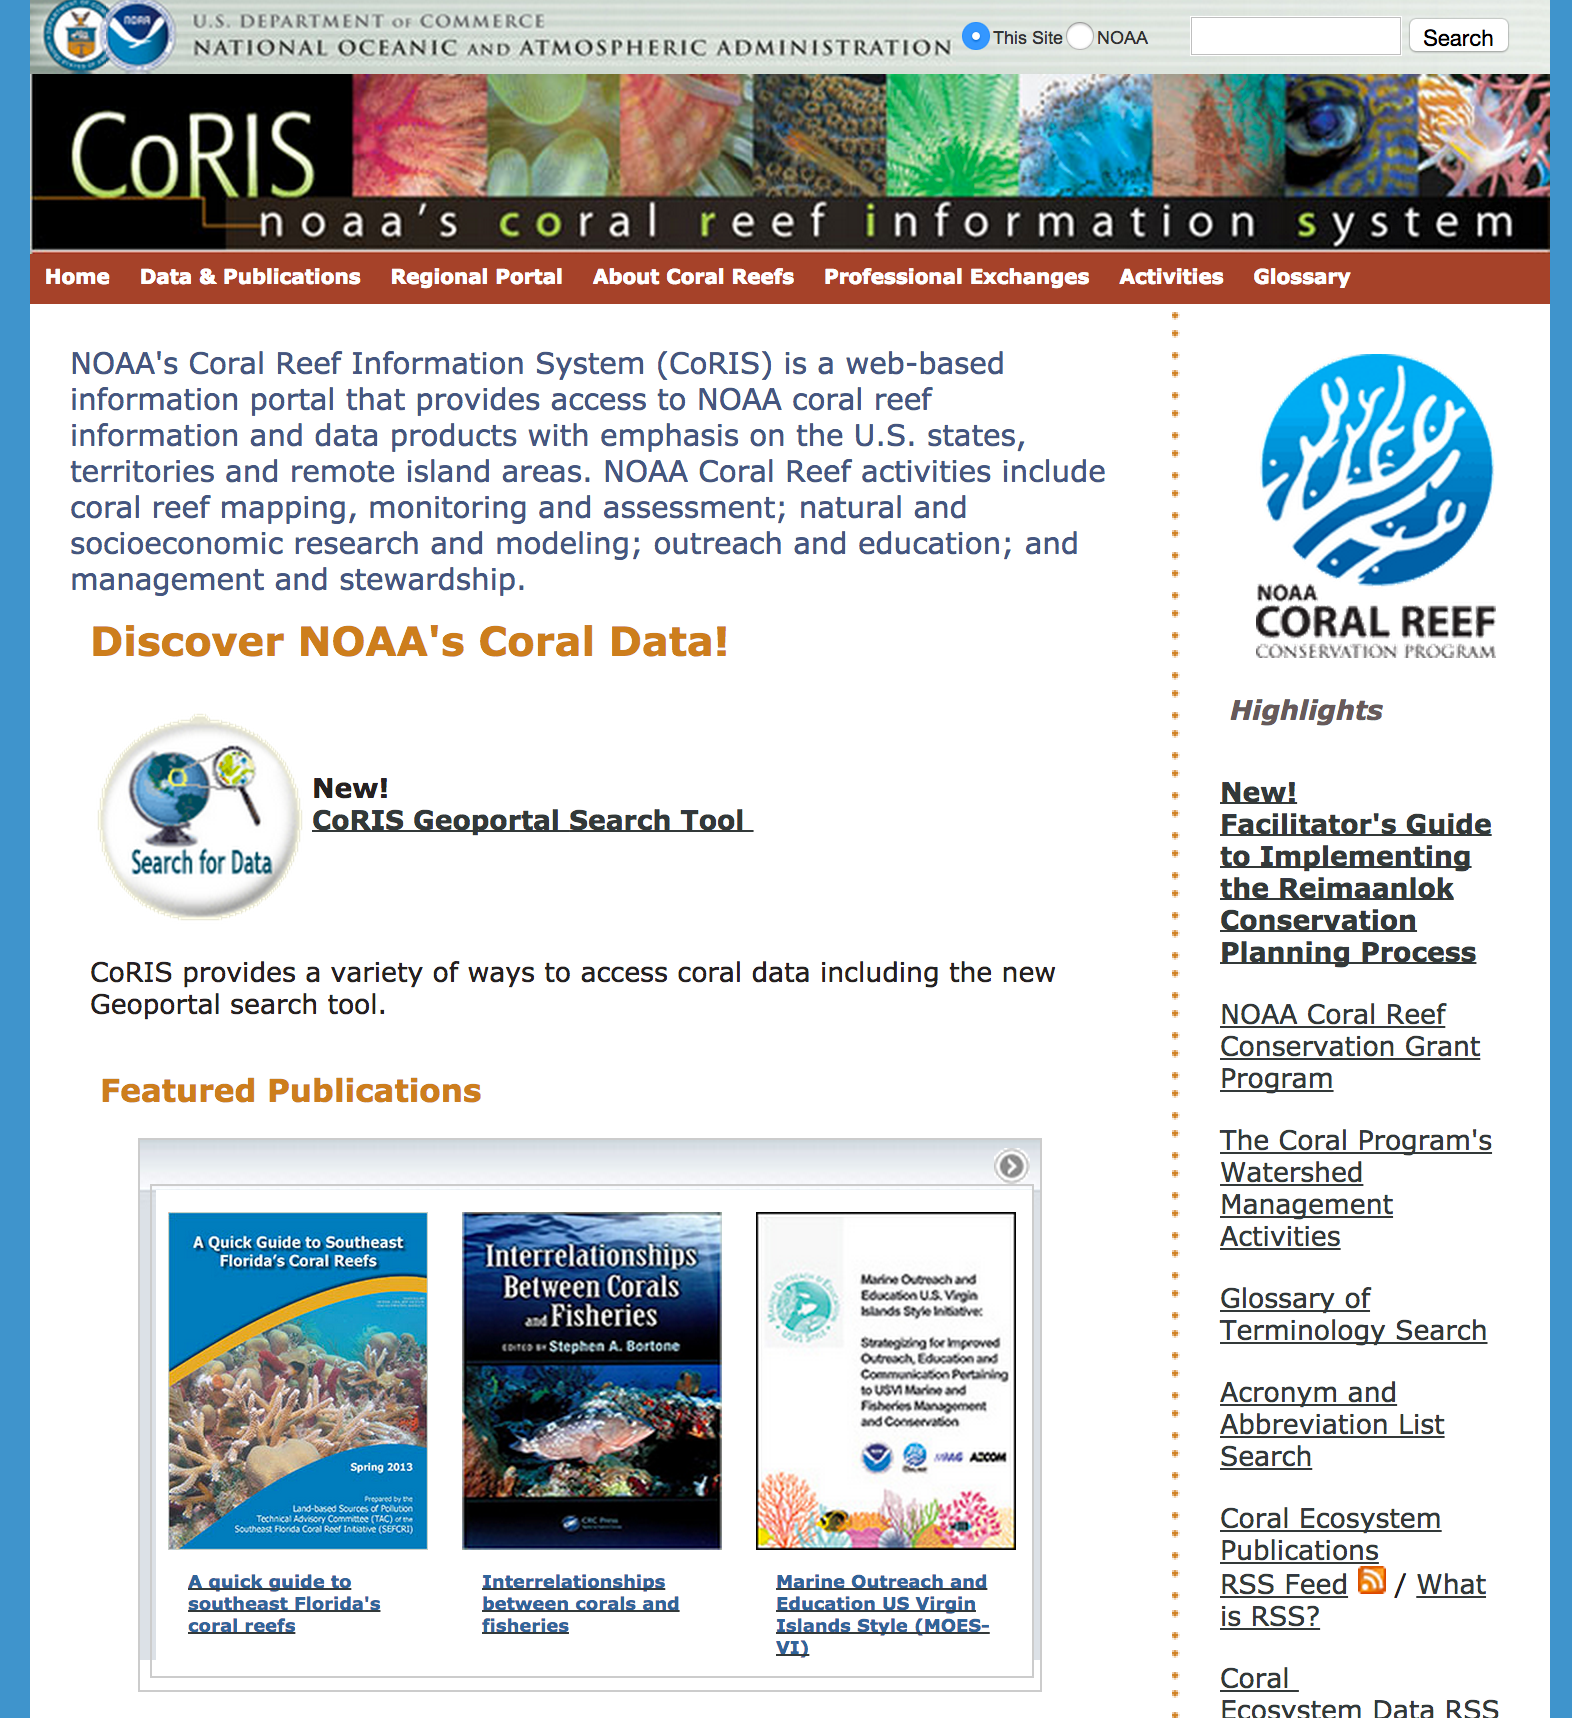 U.S. DEPARTMENT OF COMMERCE
NATIONAL OCEANIC AND ATMOSPHERIC ADMINISTRATION
This Site
NOAA
Search
CoRIS
noaa's coral reef information system
Home
Data & Publications
Regional Portal
About Coral Reefs
Professional Exchanges
Activities
Glossary
NOAA's Coral Reef Information System (CoRIS) is a web-based
information portal that provides access to NOAA coral reef
information and data products with emphasis on the U.S. states,
territories and remote island areas. NOAA Coral Reef activities include
coral reef mapping, monitoring and assessment; natural and
socioeconomic research and modeling; outreach and education; and
management and stewardship.
Discover NOAA's Coral Data!
Search for Data
New!
CoRIS Geoportal Search Tool
CoRIS provides a variety of ways to access coral data including the new
Geoportal search tool.
Featured Publications
A Quick Guide to Southeast
Florida's Coral Reefs
Spring 2013
Prepared by the
Land-based Sources of Pollution
Technical Advisory Committee (TAC) of the
Southeast Florida Coral Reef Initiative (SEFCRI)
A quick guide to
southeast Florida's
coral reefs
Interrelationships
Between Corals
and Fisheries
EDITED BY Stephen A. Bortone
CRC Press
Interrelationships
between corals and
fisheries
Marine Outreach and
Education U.S. Virgin
Islands Style Initiative:
Strategizing for Improved
Outreach, Education and
Communication Pertaining
to USVI Marine and
Fisheries Management
and Conservation
Marine Outreach and
Education US Virgin
Islands Style (MOES-
VI)
NOAA
CORAL REEF
CONSERVATION PROGRAM
Highlights
New!
Facilitator's Guide
to Implementing
the Reimaanlok
Conservation
Planning Process
NOAA Coral Reef
Conservation Grant
Program
The Coral Program's
Watershed
Management
Activities
Glossary of
Terminology Search
Acronym and
Abbreviation List
Search
Coral Ecosystem
Publications
RSS Feed / What
is RSS?
Coral
Ecosystem Data RSS